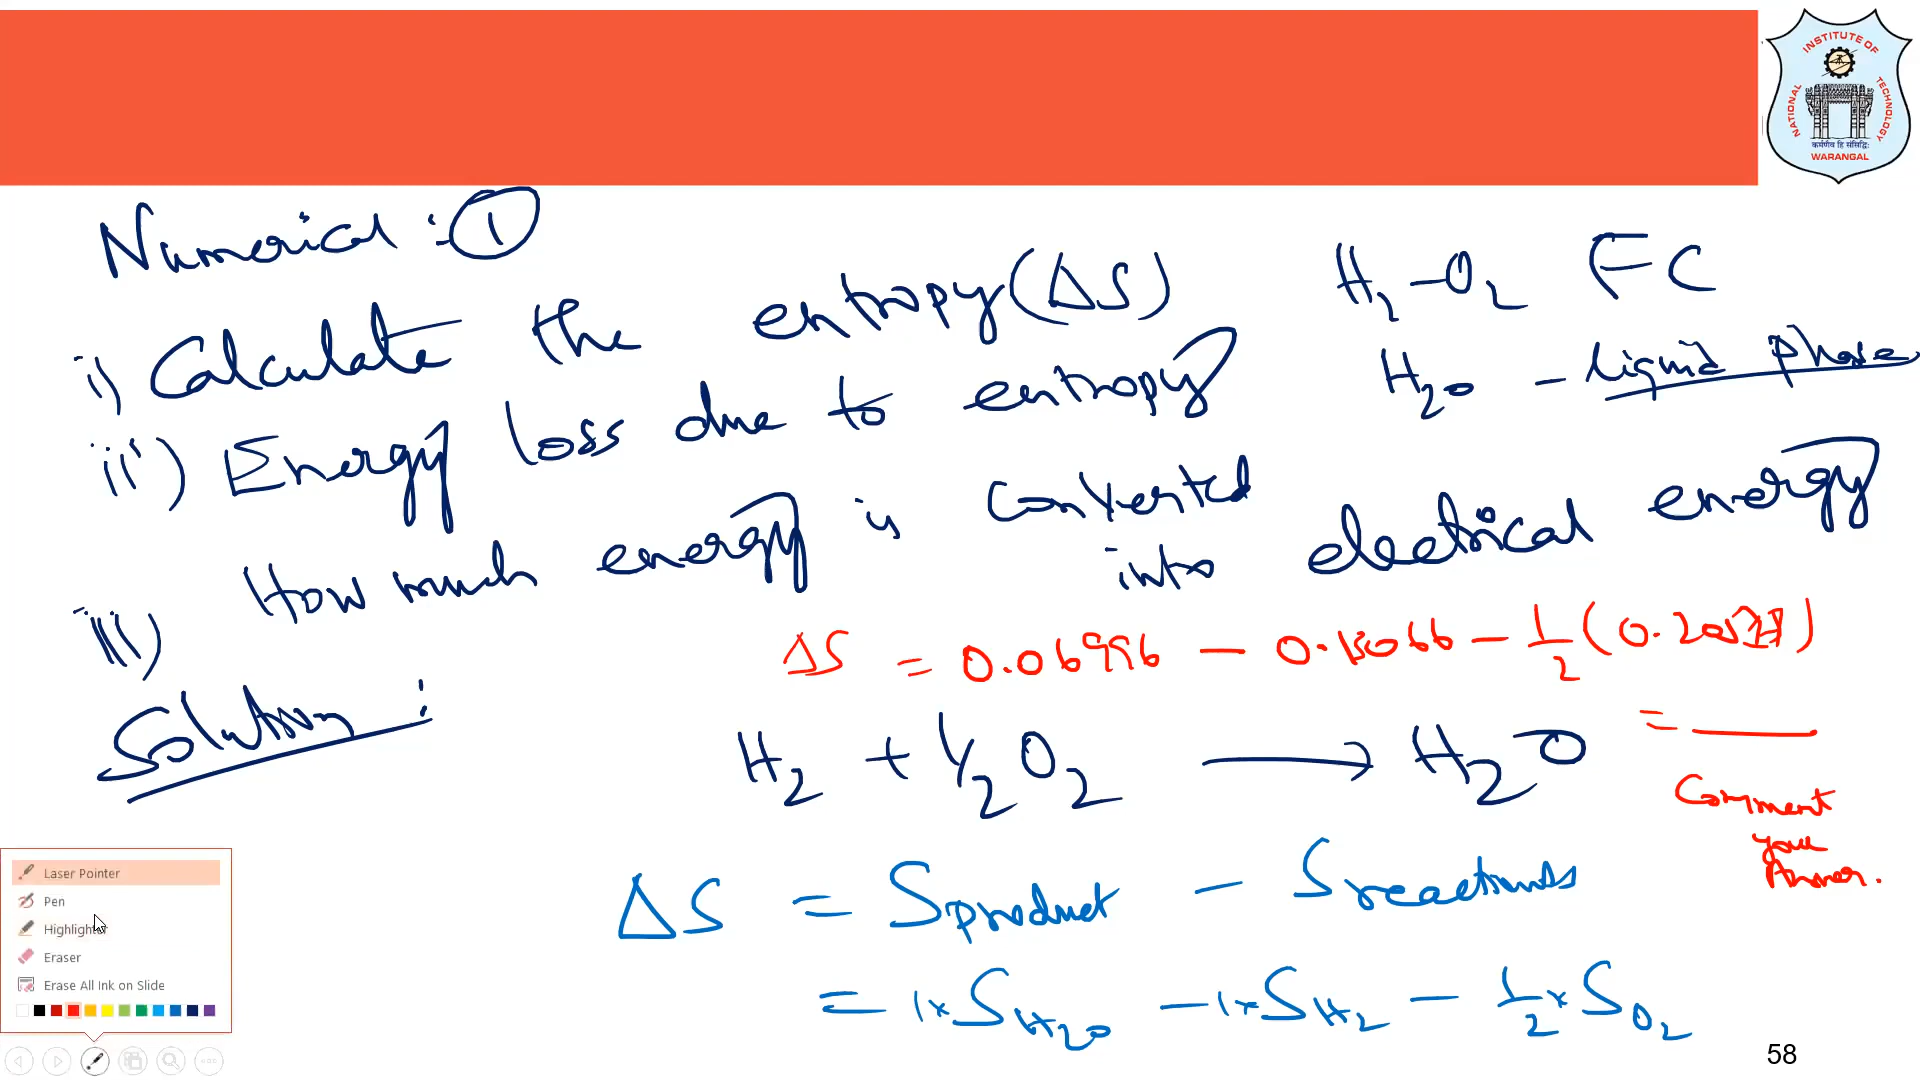 INSTITUTE OF
NATIONAL
TECHNOLOGY
WARANGAL
Numerical : 1
i) Calculate the entropy (ΔS)
H2 - O2 FC
H2O - liquid phase
ii) Energy loss due to entropy
iii) How much energy is converted into electrical energy
ΔS = 0.06996 - 0.13066 - 1/2 (
= ____
Solution :
H2 + 1/2 O2 → H2O
Comment
your
Answer.
ΔS = Sproduct - Sreactants
= 1 x SH2O - 1 x SH2 - 1/2 x SO2
Laser Pointer
Pen
Highlighter
Eraser
Erase All Ink on Slide
58